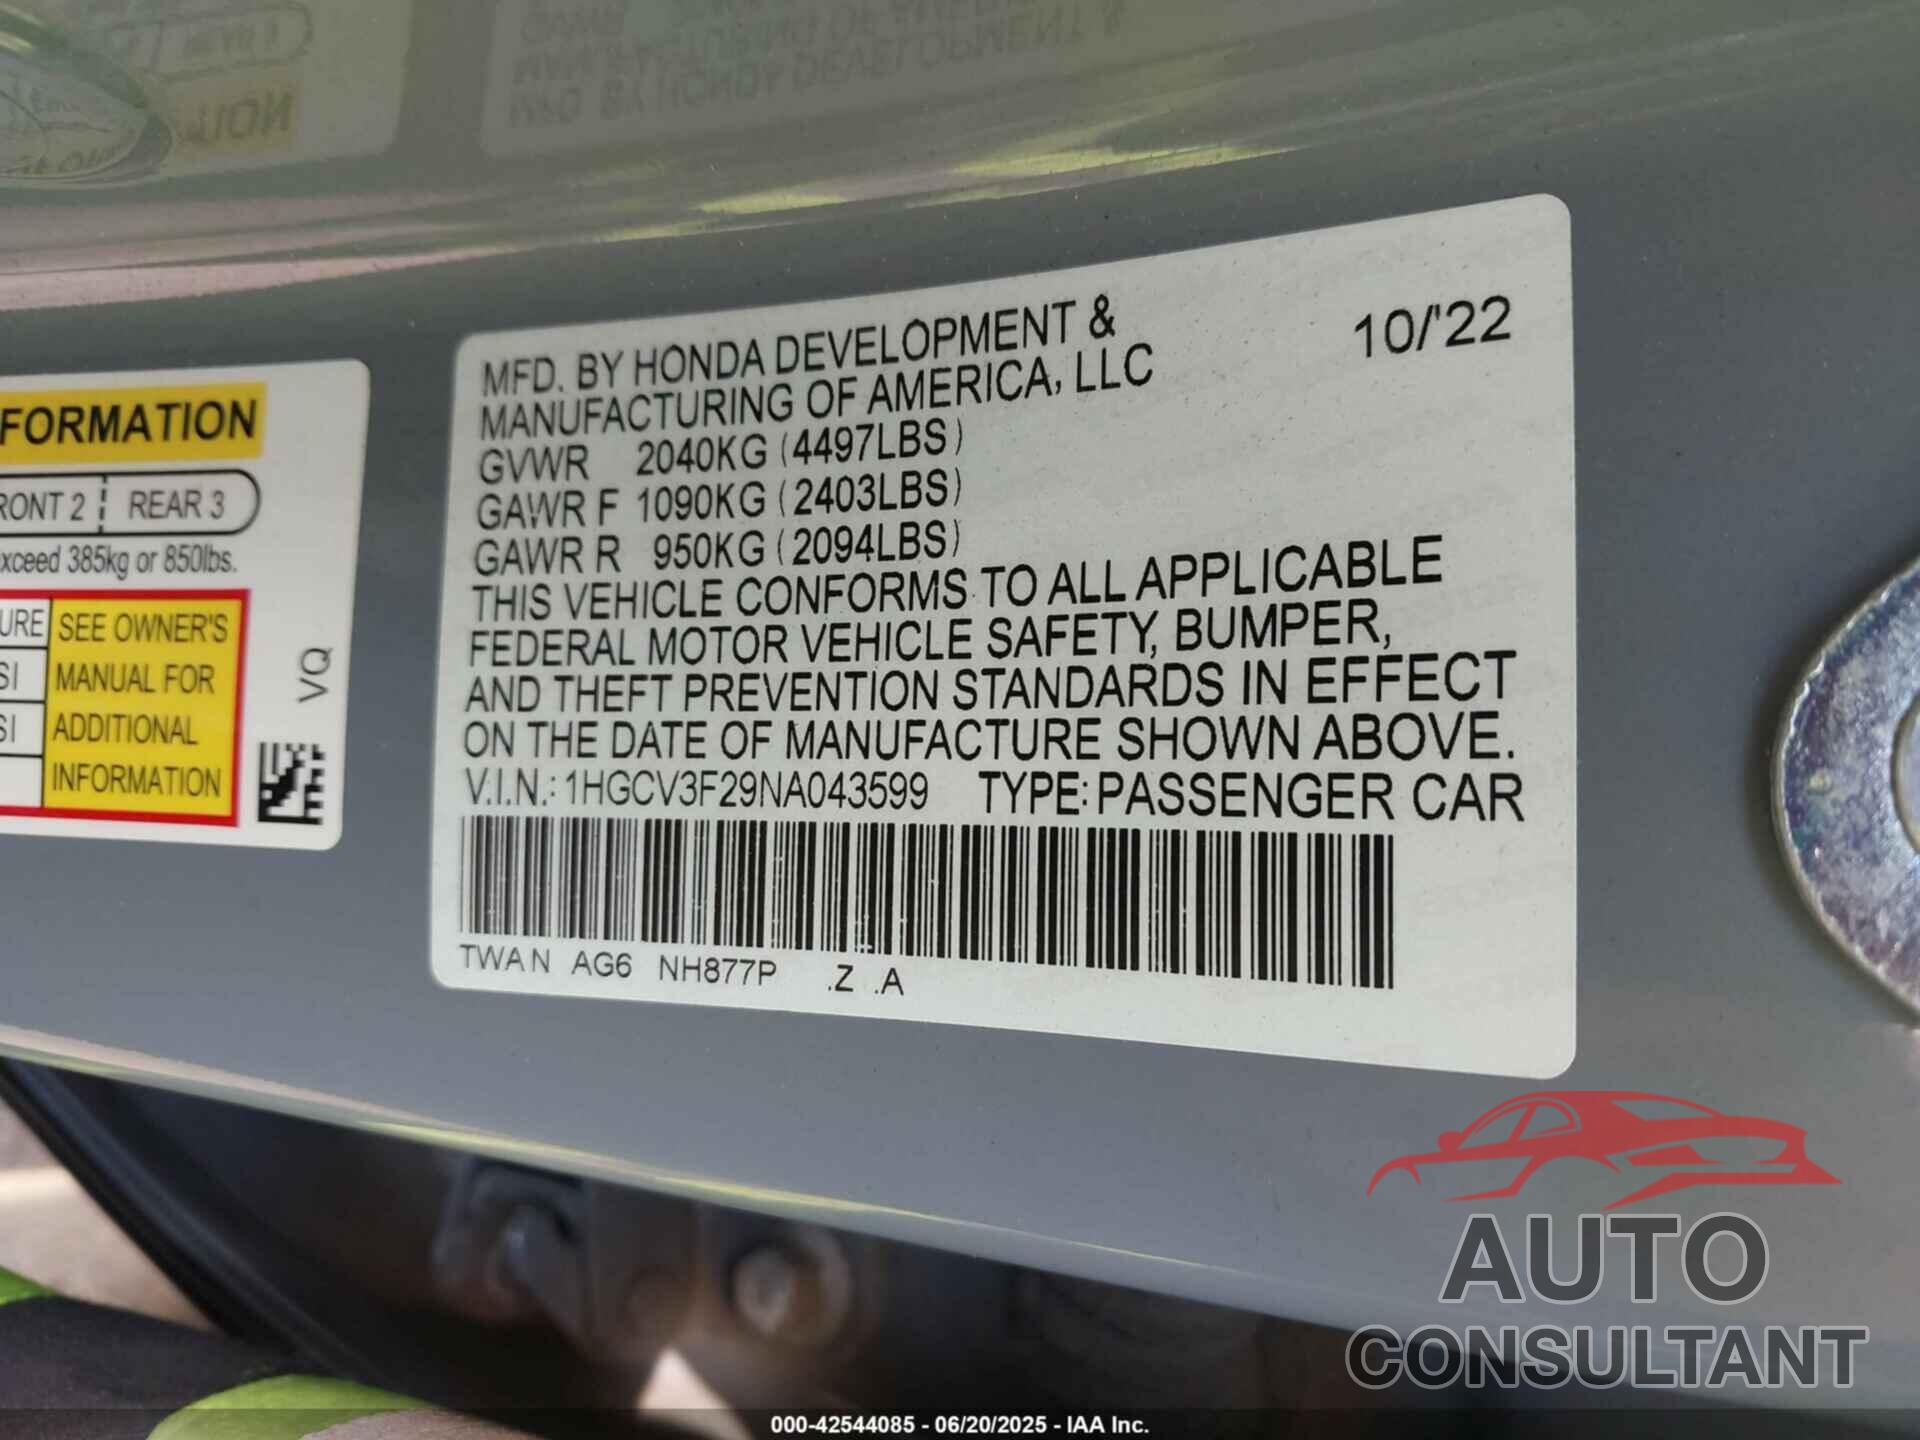 MFD. BY HONDA DEVELOPMENT &
MANUFACTURING OF AMERICA, LLC
10/'22
GVWR 2040KG (4497LBS)
GAWR F 1090KG (2403LBS)
GAWR R 950KG (2094LBS)
THIS VEHICLE CONFORMS TO ALL APPLICABLE
FEDERAL MOTOR VEHICLE SAFETY, BUMPER,
AND THEFT PREVENTION STANDARDS IN EFFECT
ON THE DATE OF MANUFACTURE SHOWN ABOVE.
V.I.N.: 1HGCV3F29NA043599 TYPE: PASSENGER CAR
TWAN AG6 NH877P .Z .A
FORMATION
RONT 2 REAR 3
xceed 385kg or 850lbs.
URE
SI
SI
SEE OWNER'S
MANUAL FOR
ADDITIONAL
INFORMATION
VQ
AUTO
CONSULTANT
000-42544085 - 06/20/2025 - IAA Inc.